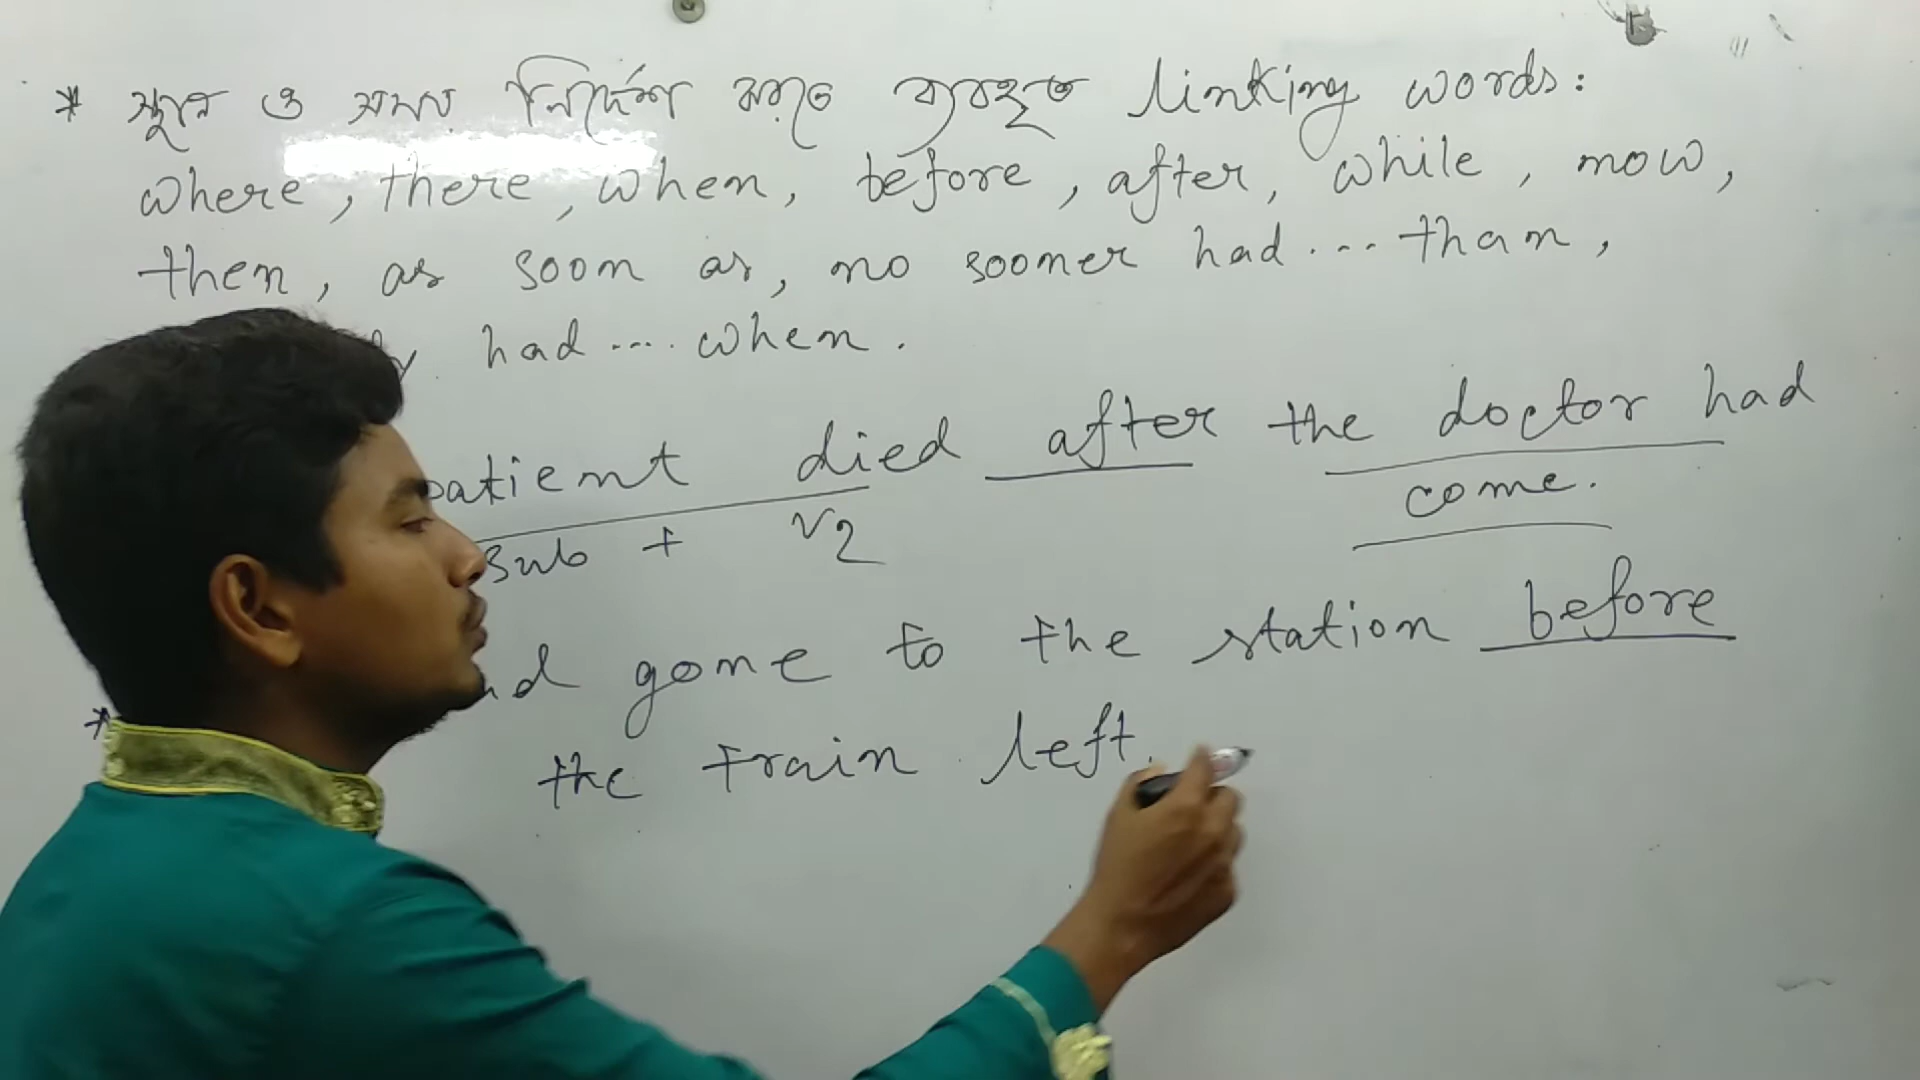 * স্থান ও সময় নির্দেশ করতে ব্যবহৃত linking words:
where, there, when, before, after, while, now,
then, as soon as, no sooner had .... than,
had .... when.
patient died after the doctor had
come.
sub + v2
gone to the station before
*
the train left.